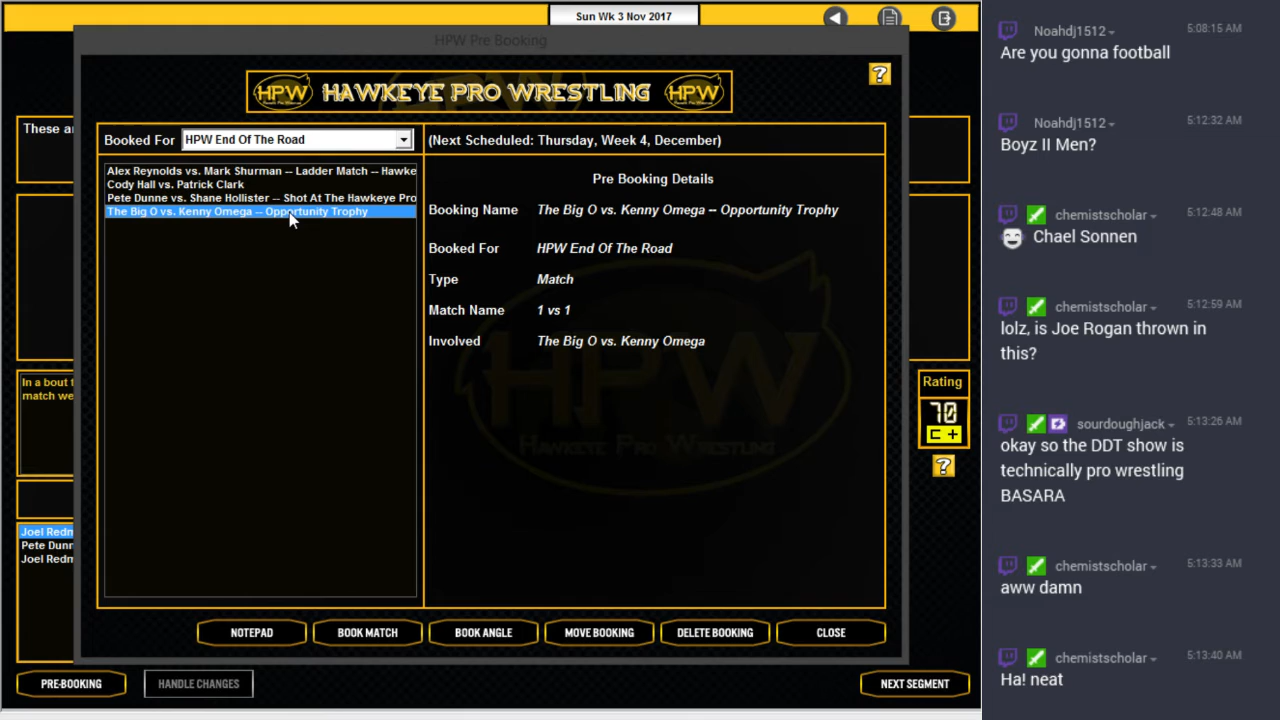 Sun Wk 3 Nov 2017
HPW Pre Booking
HPW HAWKEYE PRO WRESTLING HPW
?
These ar
Booked For HPW End Of The Road
(Next Scheduled: Thursday, Week 4, December)
Alex Reynolds vs. Mark Shurman -- Ladder Match -- Hawke
Cody Hall vs. Patrick Clark
Pete Dunne vs. Shane Hollister -- Shot At The Hawkeye Pro
The Big O vs. Kenny Omega -- Opportunity Trophy
Pre Booking Details
Booking Name The Big O vs. Kenny Omega -- Opportunity Trophy
Booked For HPW End Of The Road
Type Match
Match Name 1 vs 1
Involved The Big O vs. Kenny Omega
HPW
Hawkeye Pro Wrestling
In a bout t
match we
Rating
70
C +
?
Joel Redm
Pete Dunn
Joel Redm
NOTEPAD
BOOK MATCH
BOOK ANGLE
MOVE BOOKING
DELETE BOOKING
CLOSE
PRE-BOOKING
HANDLE CHANGES
NEXT SEGMENT
Noahdj1512 5:08:15 AM
Are you gonna football
Noahdj1512 5:12:32 AM
Boyz II Men?
chemistscholar 5:12:48 AM
Chael Sonnen
chemistscholar 5:12:59 AM
lolz, is Joe Rogan thrown in
this?
sourdoughjack 5:13:26 AM
okay so the DDT show is
technically pro wrestling
BASARA
chemistscholar 5:13:33 AM
aww damn
chemistscholar 5:13:40 AM
Ha! neat